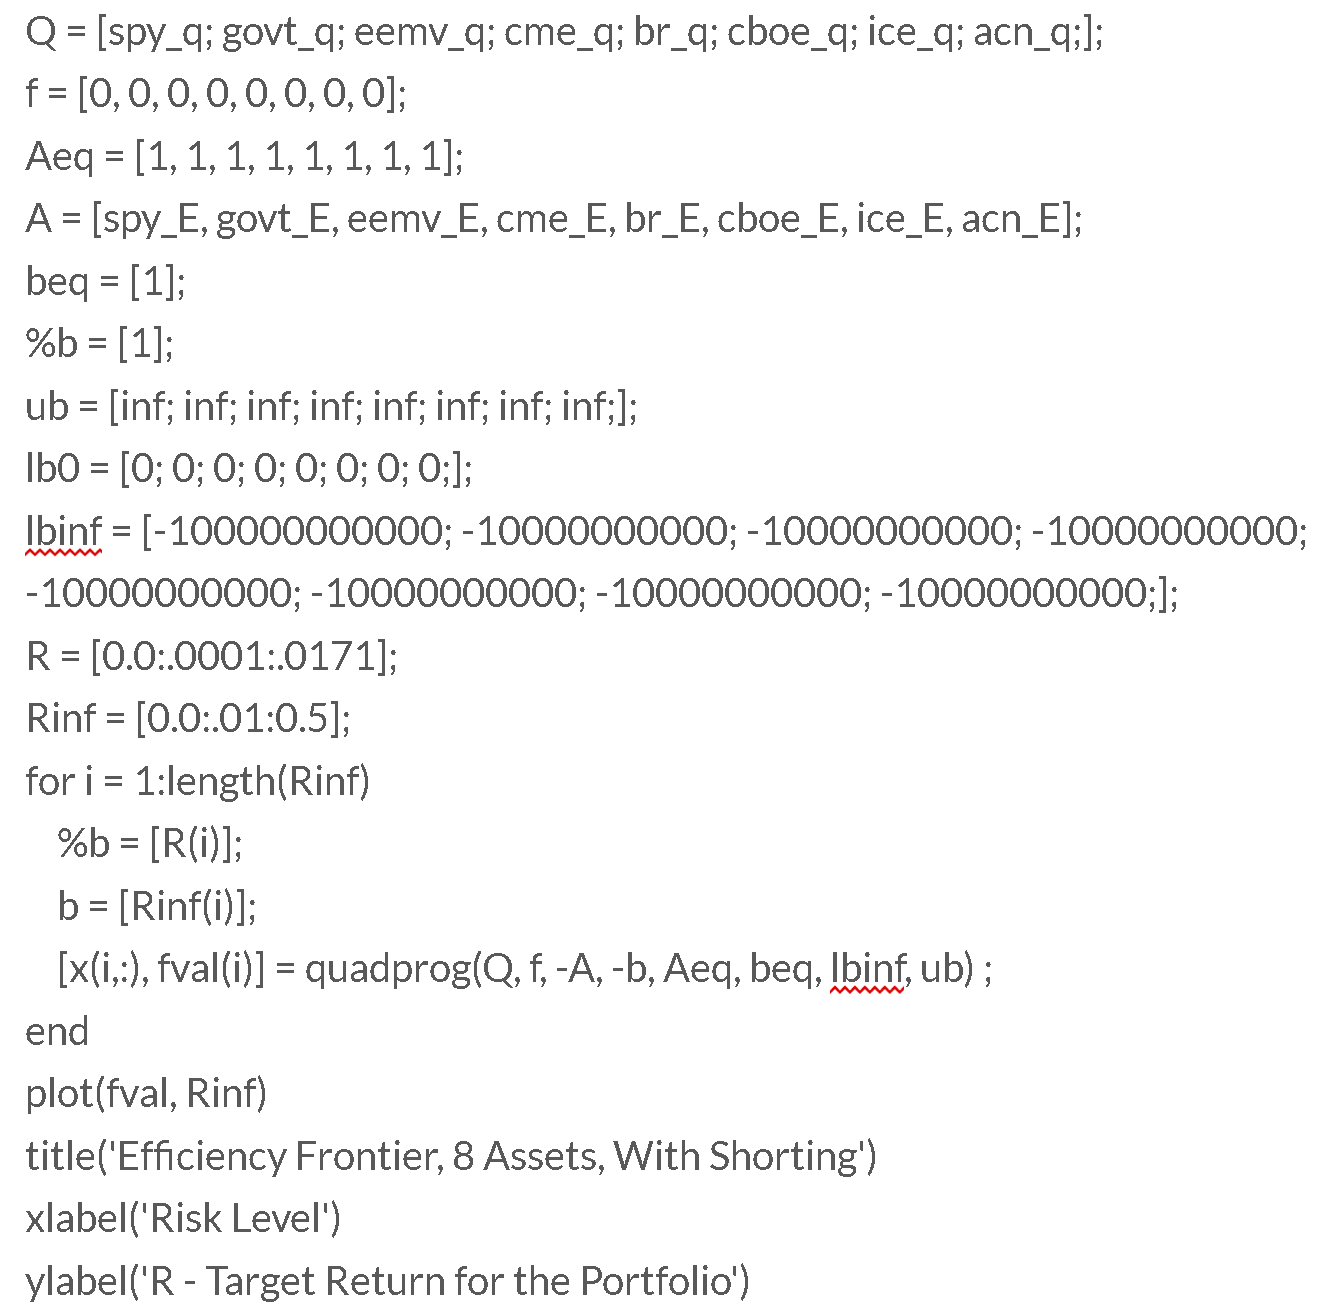 Q = [spy_q; govt_q; eemv_q; cme_q; br_q; cboe_q; ice_q; acn_q;];
f = [0, 0, 0, 0, 0, 0, 0, 0];
Aeq = [1, 1, 1, 1, 1, 1, 1, 1];
A = [spy_E, govt_E, eemv_E, cme_E, br_E, cboe_E, ice_E, acn_E];
beq = [1];
%b = [1];
ub = [inf; inf; inf; inf; inf; inf; inf; inf;];
lb0 = [0; 0; 0; 0; 0; 0; 0; 0;];
lbinf = [-100000000000; -10000000000; -10000000000; -10000000000;
-10000000000; -10000000000; -10000000000; -10000000000;];
R = [0.0:.0001:.0171];
Rinf = [0.0:.01:0.5];
for i = 1:length(Rinf)
%b = [R(i)];
b = [Rinf(i)];
[x(i,:), fval(i)] = quadprog(Q, f, -A, -b, Aeq, beq, lbinf, ub) ;
end
plot(fval, Rinf)
title('Efficiency Frontier, 8 Assets, With Shorting')
xlabel('Risk Level')
ylabel('R - Target Return for the Portfolio')